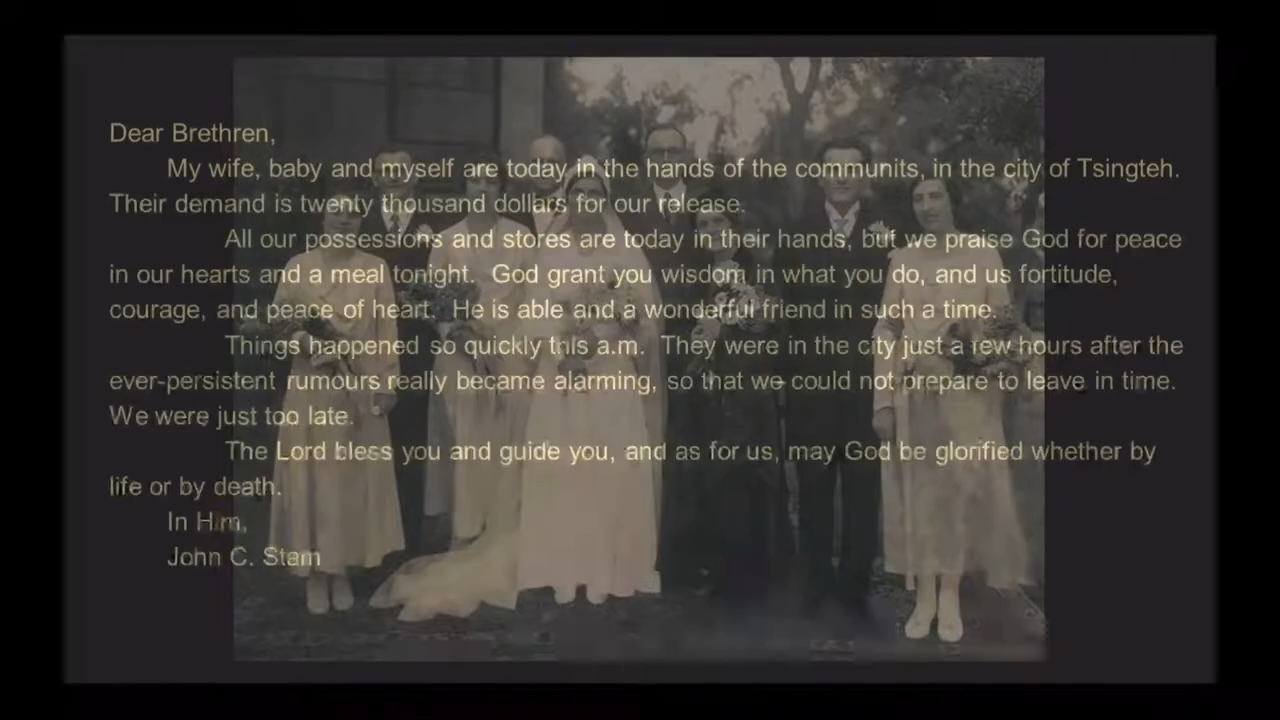 Dear Brethren,
My wife, baby and myself are today in the hands of the communits, in the city of Tsingteh.
Their demand is twenty thousand dollars for our release.
All our possessions and stores are today in their hands, but we praise God for peace
in our hearts and a meal tonight. God grant you wisdom in what you do, and us fortitude,
courage, and peace of heart. He is able and a wonderful friend in such a time.
Things happened so quickly this a.m. They were in the city just a few hours after the
ever-persistent rumours really became alarming, so that we could not prepare to leave in time.
We were just too late.
The Lord bless you and guide you, and as for us, may God be glorified whether by
life or by death.
In Him,
John C. Stam